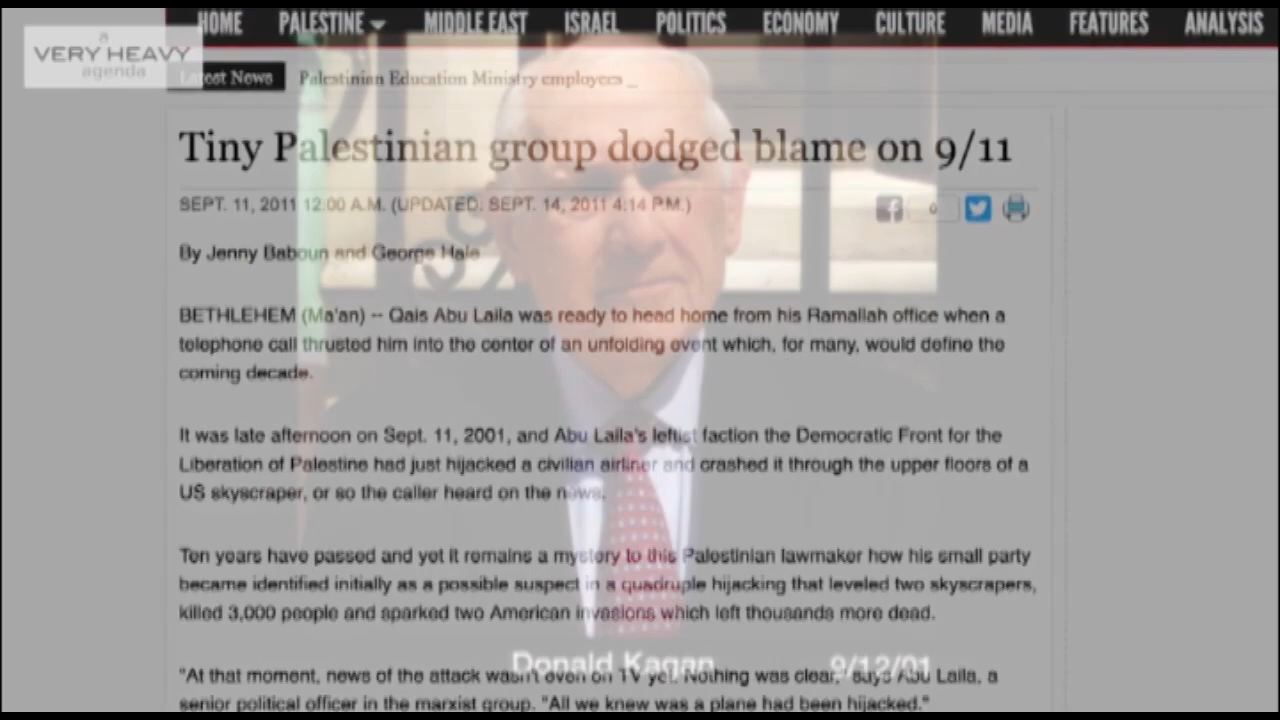 HOME PALESTINE MIDDLE EAST ISRAEL POLITICS ECONOMY CULTURE MEDIA FEATURES ANALYSIS
a
VERY HEAVY
agenda
Latest News Palestinian Education Ministry employees _
Tiny Palestinian group dodged blame on 9/11
SEPT. 11, 2011 12:00 A.M. (UPDATED: SEPT. 14, 2011 4:14 P.M.)
0
By Jenny Baboun and George Hale
BETHLEHEM (Ma'an) -- Qais Abu Laila was ready to head home from his Ramallah office when a
telephone call thrusted him into the center of an unfolding event which, for many, would define the
coming decade.
It was late afternoon on Sept. 11, 2001, and Abu Laila's leftist faction the Democratic Front for the
Liberation of Palestine had just hijacked a civilian airliner and crashed it through the upper floors of a
US skyscraper, or so the caller heard on the news.
Ten years have passed and yet it remains a mystery to this Palestinian lawmaker how his small party
became identified initially as a possible suspect in a quadruple hijacking that leveled two skyscrapers,
killed 3,000 people and sparked two American invasions which left thousands more dead.
Donald Kagan 9/12/01
"At that moment, news of the attack wasn't even on TV yet. Nothing was clear," says Abu Laila, a
senior political officer in the marxist group. "All we knew was a plane had been hijacked."